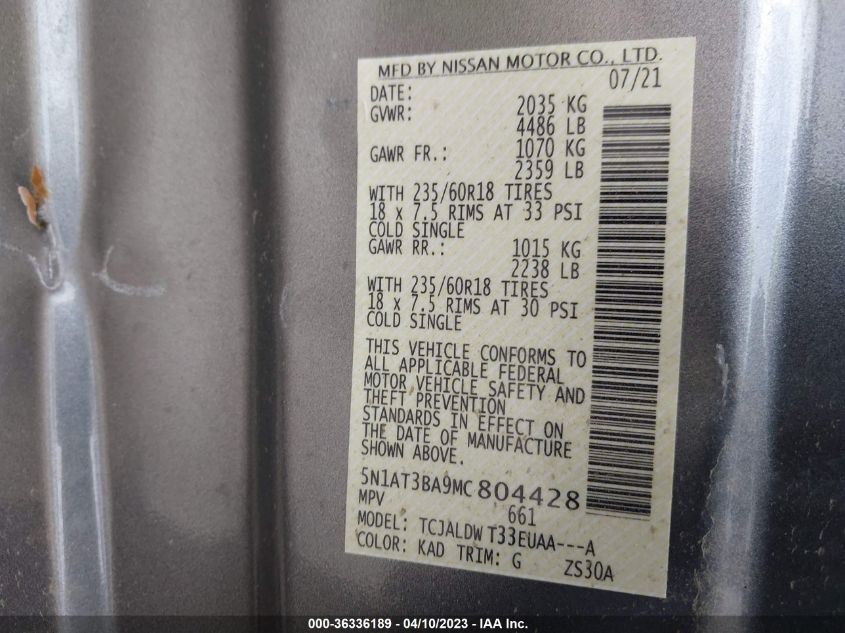 MFD BY NISSAN MOTOR CO., LTD.
DATE: 07/21
GVWR: 2035 KG
4486 LB
GAWR FR.: 1070 KG
2359 LB
WITH 235/60R18 TIRES
18 x 7.5 RIMS AT 33 PSI
COLD SINGLE
GAWR RR.: 1015 KG
2238 LB
WITH 235/60R18 TIRES
18 x 7.5 RIMS AT 30 PSI
COLD SINGLE
THIS VEHICLE CONFORMS TO
ALL APPLICABLE FEDERAL
MOTOR VEHICLE SAFETY AND
THEFT PREVENTION
STANDARDS IN EFFECT ON
THE DATE OF MANUFACTURE
SHOWN ABOVE.
5N1AT3BA9MC804428
MPV 661
MODEL: TCJALDW T33EUAA---A
COLOR: KAD TRIM: G ZS30A
000-36336189 - 04/10/2023 - IAA Inc.